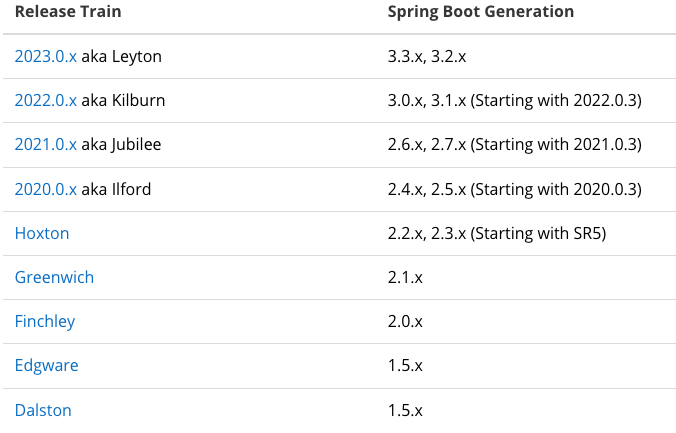 Release Train Spring Boot Generation
2023.0.x aka Leyton 3.3.x, 3.2.x
2022.0.x aka Kilburn 3.0.x, 3.1.x (Starting with 2022.0.3)
2021.0.x aka Jubilee 2.6.x, 2.7.x (Starting with 2021.0.3)
2020.0.x aka Ilford 2.4.x, 2.5.x (Starting with 2020.0.3)
Hoxton 2.2.x, 2.3.x (Starting with SR5)
Greenwich 2.1.x
Finchley 2.0.x
Edgware 1.5.x
Dalston 1.5.x